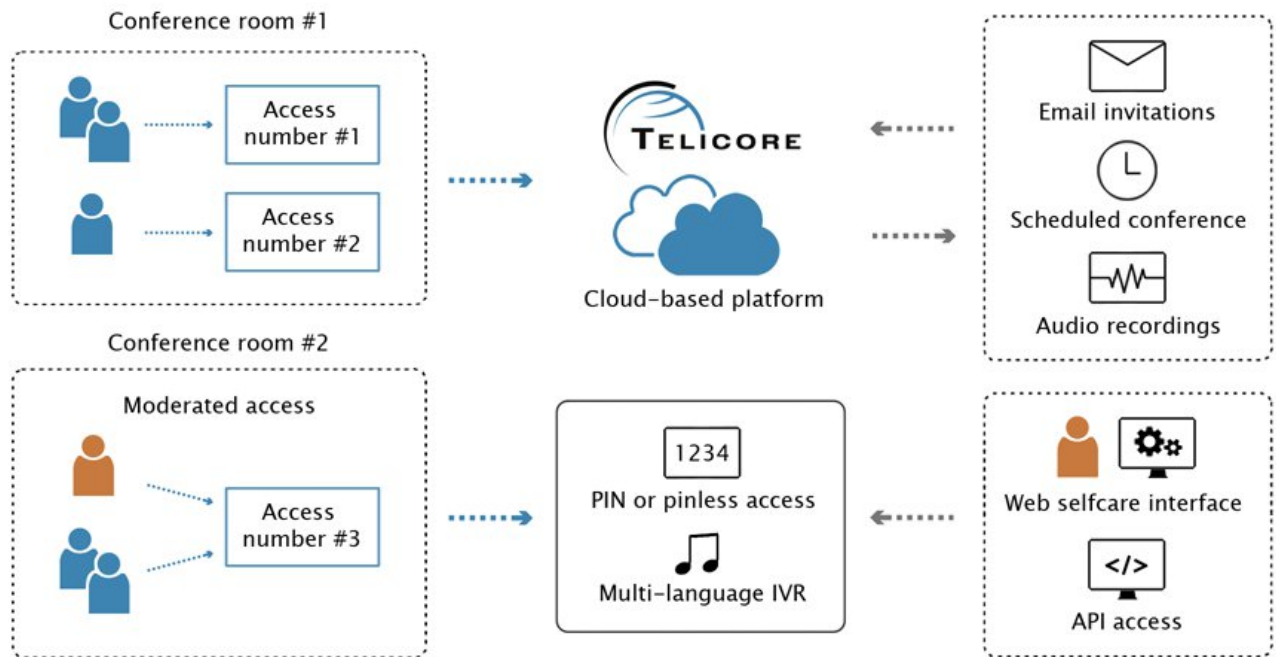 Conference room #1
Access
number #1
Access
number #2
TELICORE
Cloud-based platform
Email invitations
Scheduled conference
Audio recordings
Conference room #2
Moderated access
Access
number #3
1234
PIN or pinless access
Multi-language IVR
Web selfcare interface
</>
API access